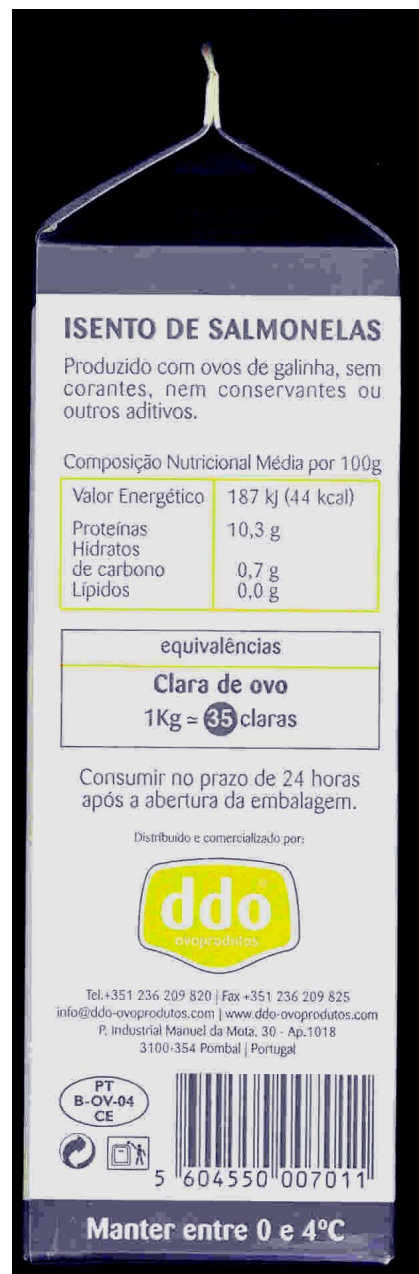 ISENTO DE SALMONELAS
Produzido com ovos de galinha, sem
corantes, nem conservantes ou
outros aditivos.
Composição Nutricional Média por 100g
Valor Energético 187 kj (44 kcal)
Proteínas 10,3 g
Hidratos
de carbono 0,7 g
Lípidos 0,0 g
equivalências
Clara de ovo
1Kg = 35 claras
Consumir no prazo de 24 horas
após a abertura da embalagem.
Distribuído e comercializado por:
ddo
ovoprodutos
Tel.+351 236 209 820 | Fax +351 236 209 825
info@ddo-ovoprodutos.com | www.ddo-ovoprodutos.com
P. Industrial Manuel da Mota, 30 - Ap.1018
3100-354 Pombal | Portugal
PT
B-OV-04
CE
5 604550 007011
Manter entre 0 e 4ºC